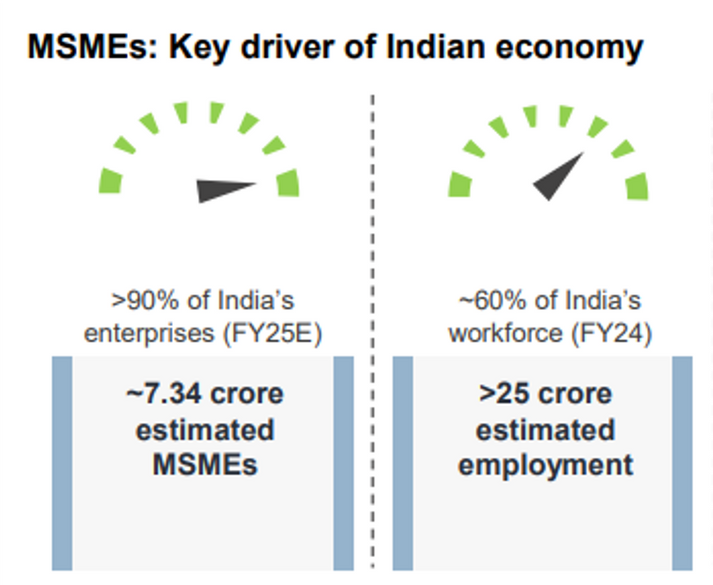 MSMEs: Key driver of Indian economy
>90% of India’s
enterprises (FY25E)
~7.34 crore
estimated
MSMEs
~60% of India’s
workforce (FY24)
>25 crore
estimated
employment